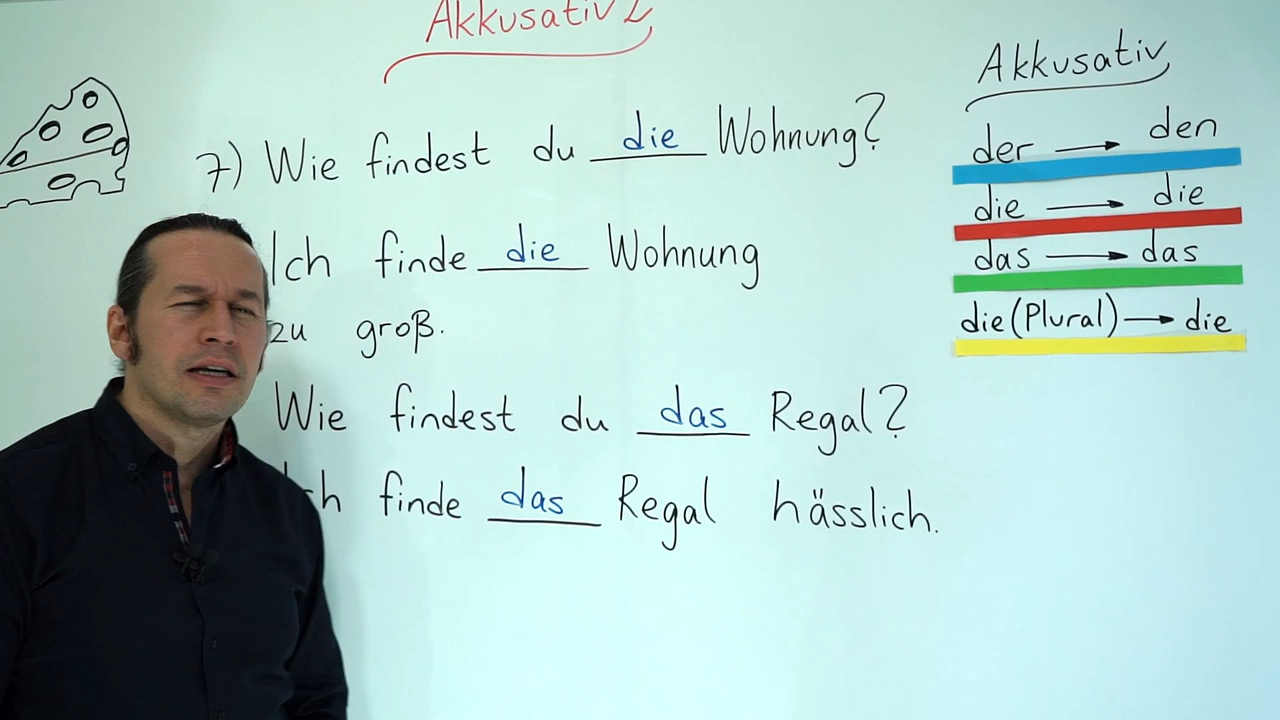 Akkusativ 2
7) Wie findest du die Wohnung?
Ich finde die Wohnung
zu groß.
Wie findest du das Regal?
finde das Regal hässlich.
Akkusativ
der → den
die → die
das → das
die (Plural) → die